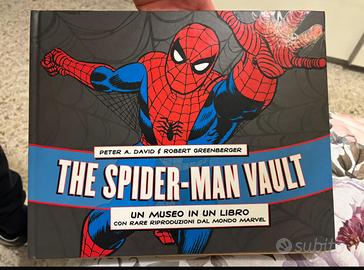 PETER A. DAVID & ROBERT GREENBERGER
THE SPIDER-MAN VAULT
UN MUSEO IN UN LIBRO
CON RARE RIPRODUZIONI DAL MONDO MARVEL
subito